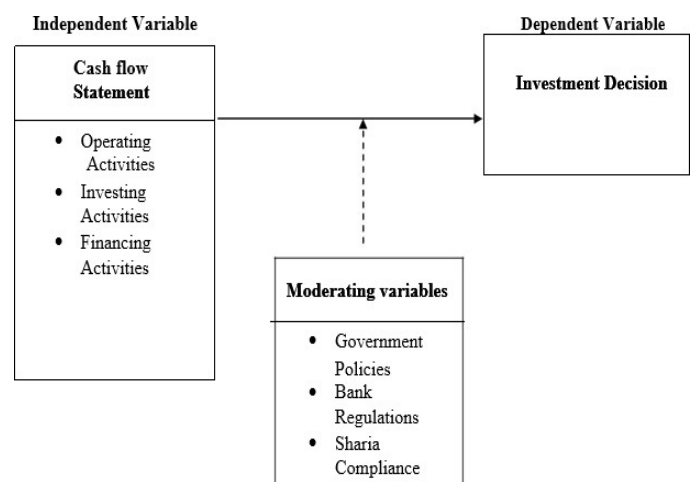 Independent Variable
Cash flow
Statement
• Operating
Activities
• Investing
Activities
• Financing
Activities
Dependent Variable
Investment Decision
Moderating variables
• Government
Policies
• Bank
Regulations
• Sharia
Compliance